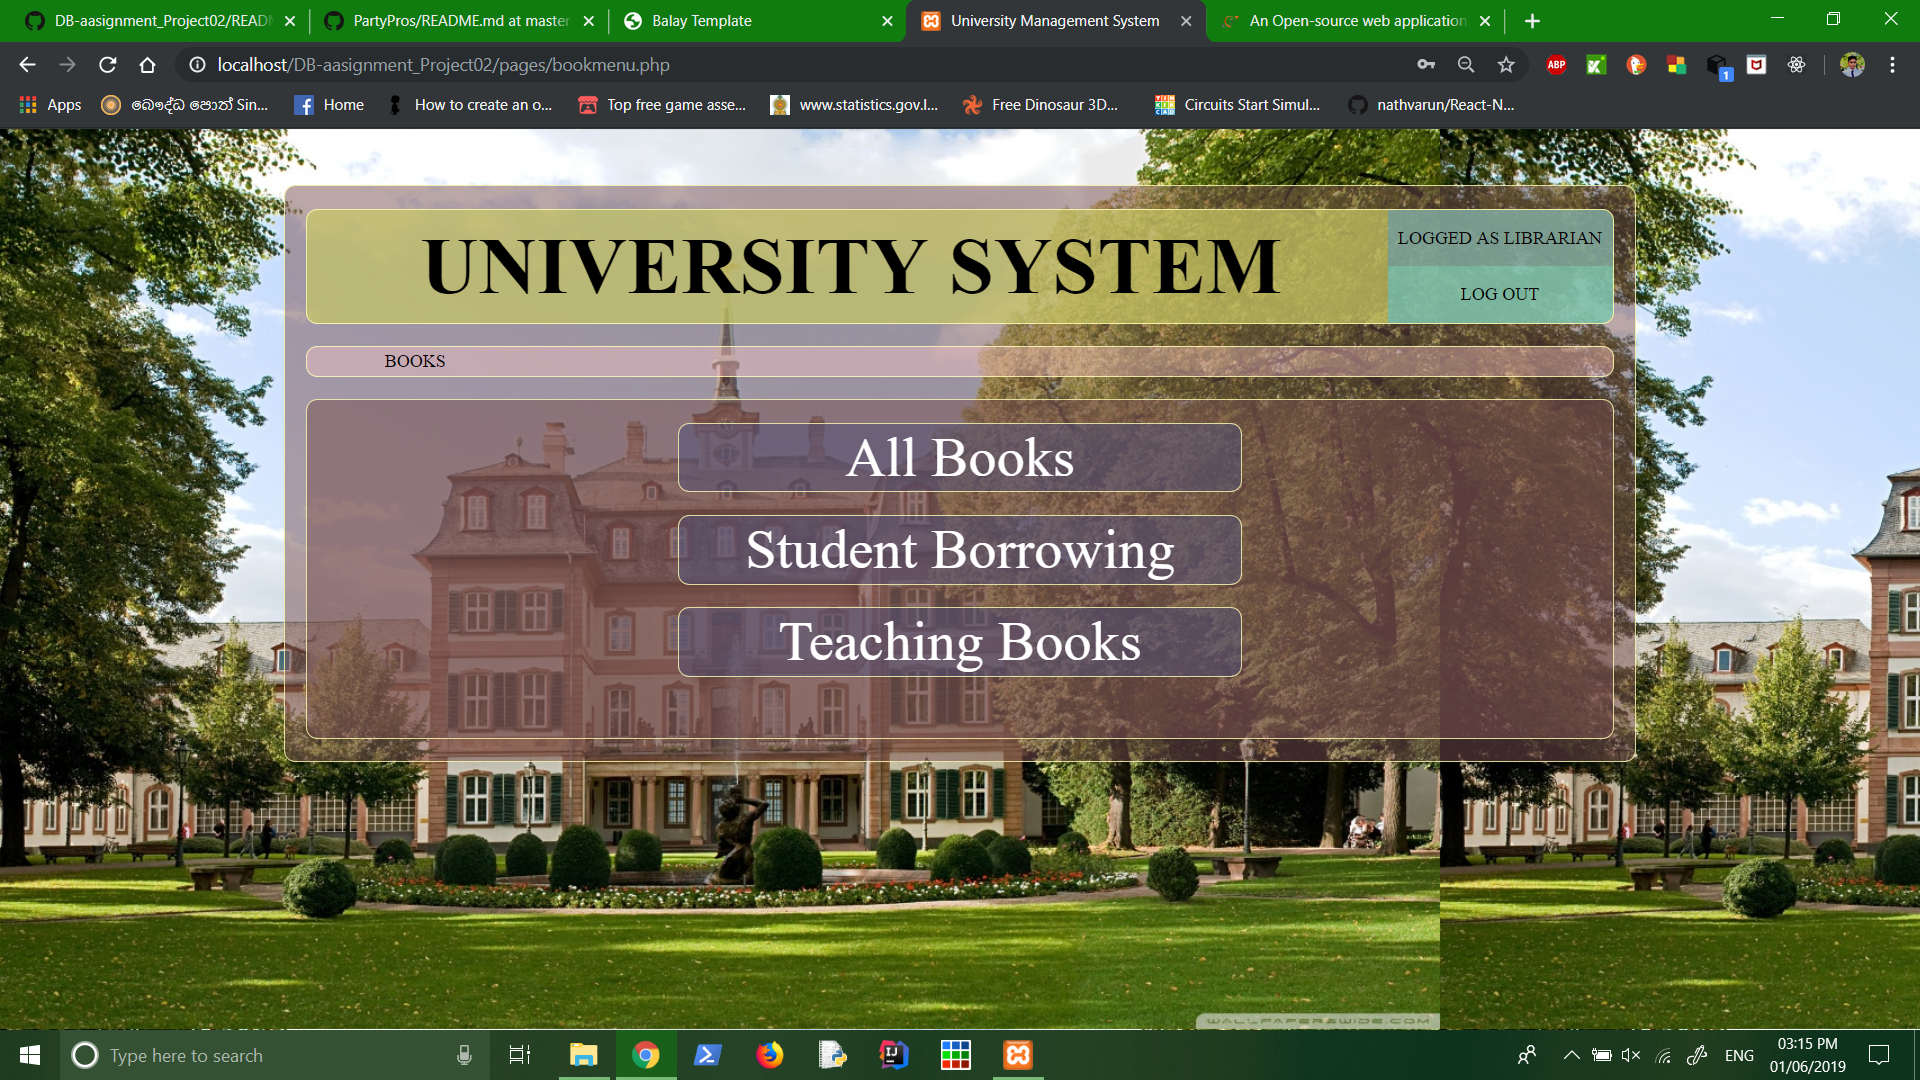 DB-aasignment_Project02/READM
PartyPros/README.md at master
Balay Template
University Management System
An Open-source web application
localhost/DB-aasignment_Project02/pages/bookmenu.php
ABP
1
Apps
බෞද්ධ පොත් Sin...
Home
How to create an o...
Top free game asse...
www.statistics.gov.l...
Free Dinosaur 3D...
Circuits Start Simul...
nathvarun/React-N...
UNIVERSITY SYSTEM
LOGGED AS LIBRARIAN
LOG OUT
BOOKS
All Books
Student Borrowing
Teaching Books
WALLPAPERSWIDE.COM
Type here to search
ENG
03:15 PM
01/06/2019